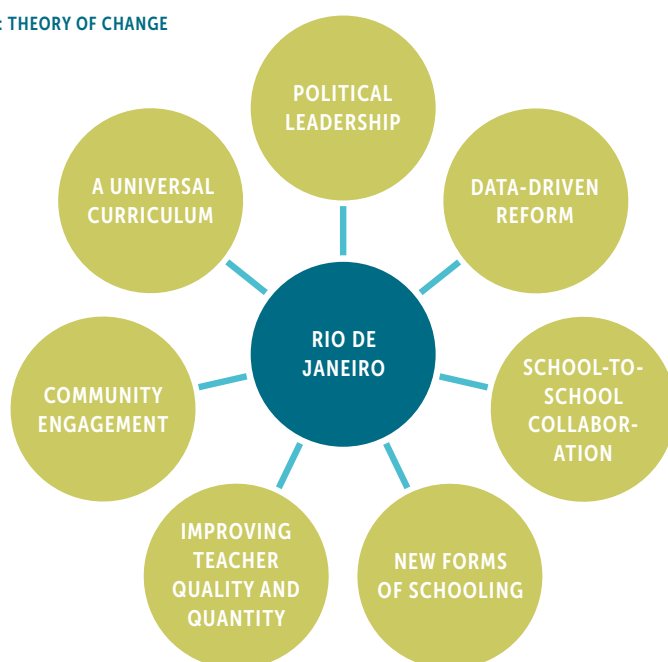 : THEORY OF CHANGE
POLITICAL
LEADERSHIP
DATA-DRIVEN
REFORM
SCHOOL-TO-
SCHOOL
COLLABOR-
ATION
NEW FORMS
OF SCHOOLING
IMPROVING
TEACHER
QUALITY AND
QUANTITY
COMMUNITY
ENGAGEMENT
A UNIVERSAL
CURRICULUM
RIO DE
JANEIRO